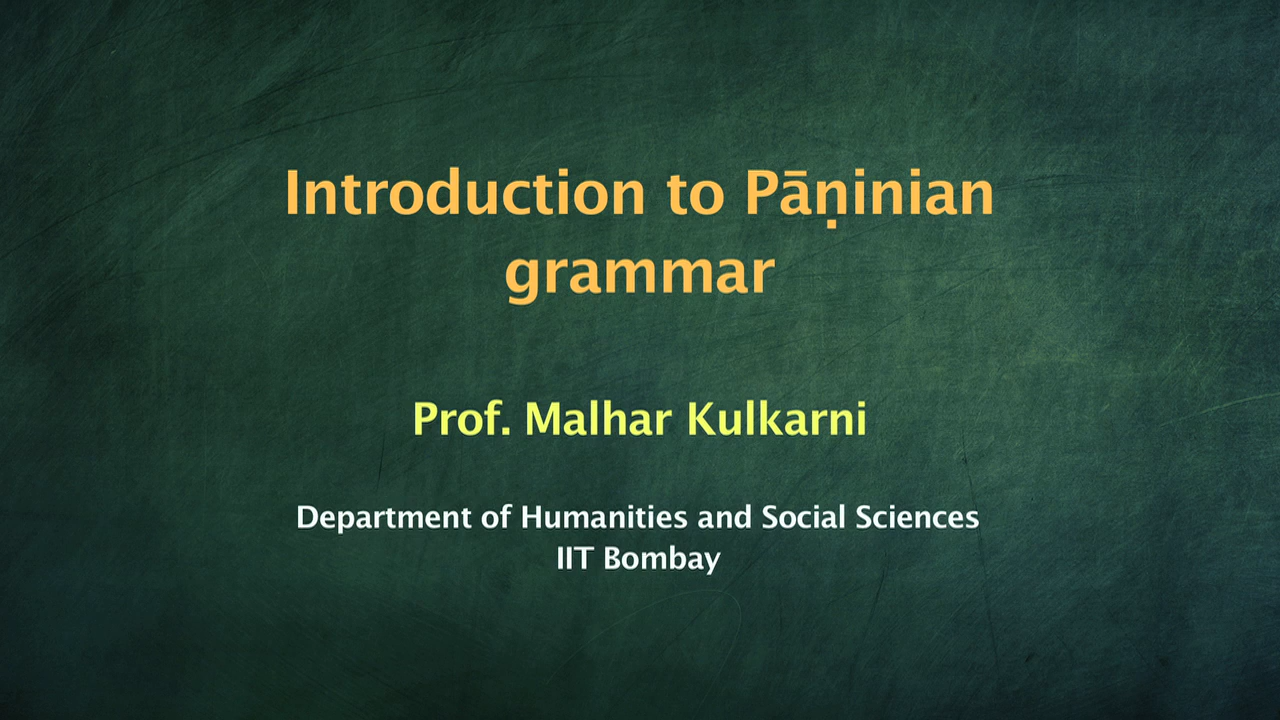 Introduction to Pāṇinian
grammar
Prof. Malhar Kulkarni
Department of Humanities and Social Sciences
IIT Bombay